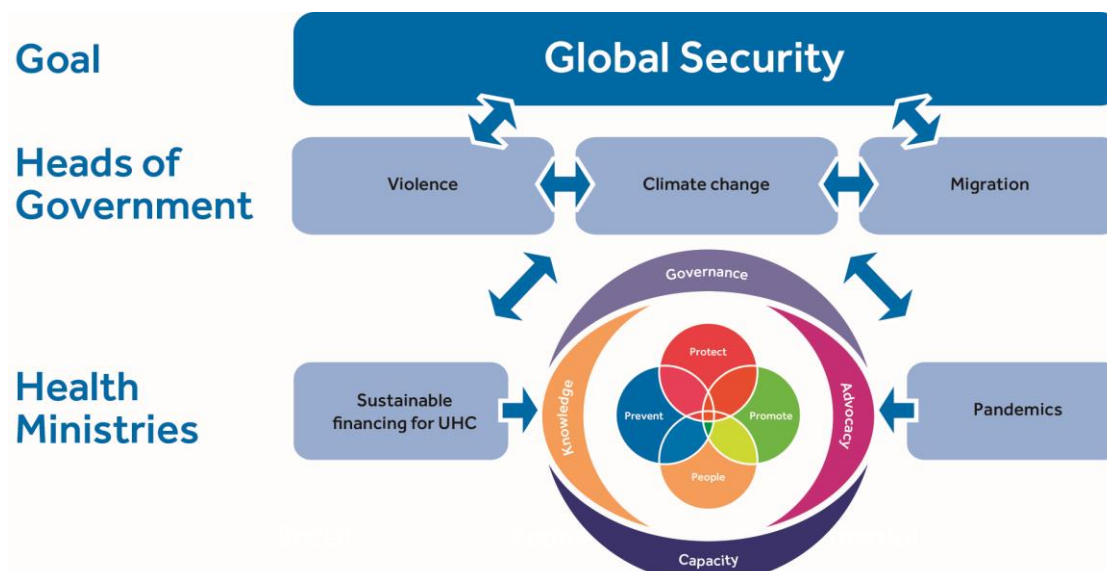 Goal
Global Security
Heads of
Government
Violence
Climate change
Migration
Governance
Health
Ministries
Sustainable
financing for UHC
Knowledge
Protect
Prevent
Promote
People
Advocacy
Pandemics
Capacity